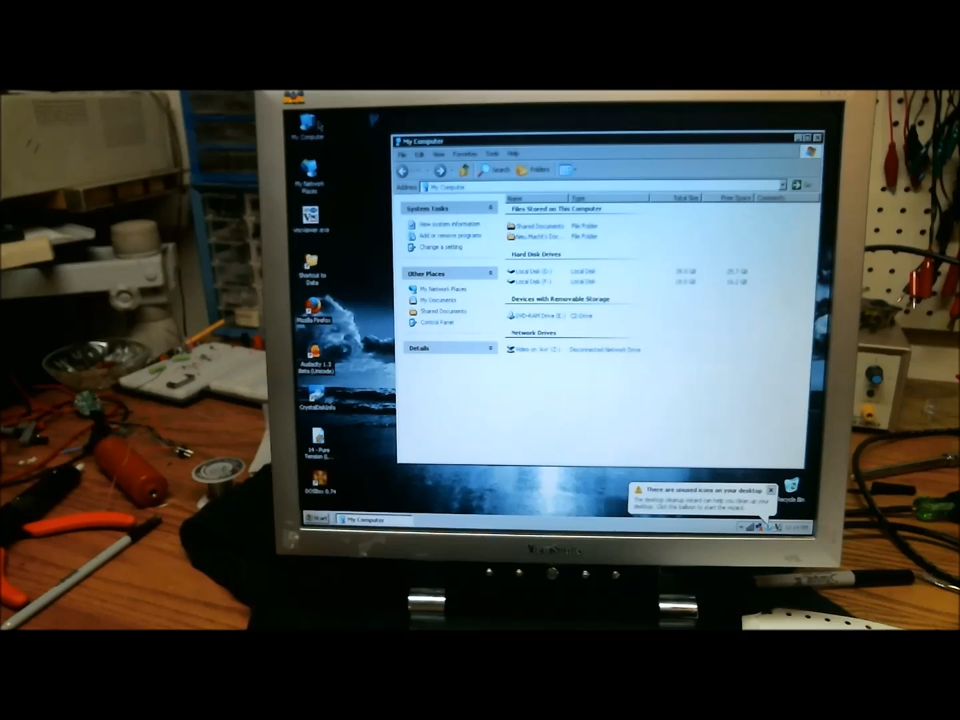 My Computer
My Network
Places
Shortcut to
Data
Mozilla Firefox
Audacity 1.3
Beta (Unicode)
CrystalDiskInfo
14 - Pure
Tension (L...
DOSBox 0.74
My Computer
File Edit View Favorites Tools Help
Search Folders
Address My Computer Go
Name Type Total Size Free Space Comments
System Tasks
View system information
Add or remove programs
Change a setting
Other Places
My Network Places
My Documents
Shared Documents
Control Panel
Details
Files Stored on This Computer
Shared Documents File Folder
File Folder
Hard Disk Drives
Local Disk Local Disk
Local Disk (F:) Local Disk
Devices with Removable Storage
DVD-RAM Drive (E:) CD Drive
Network Drives
Disconnected Network Drive
There are unused icons on your desktop
The desktop cleanup wizard can help you clean up your
desktop. Click this balloon to start the wizard.
Recycle Bin
Start My Computer
ViewSonic